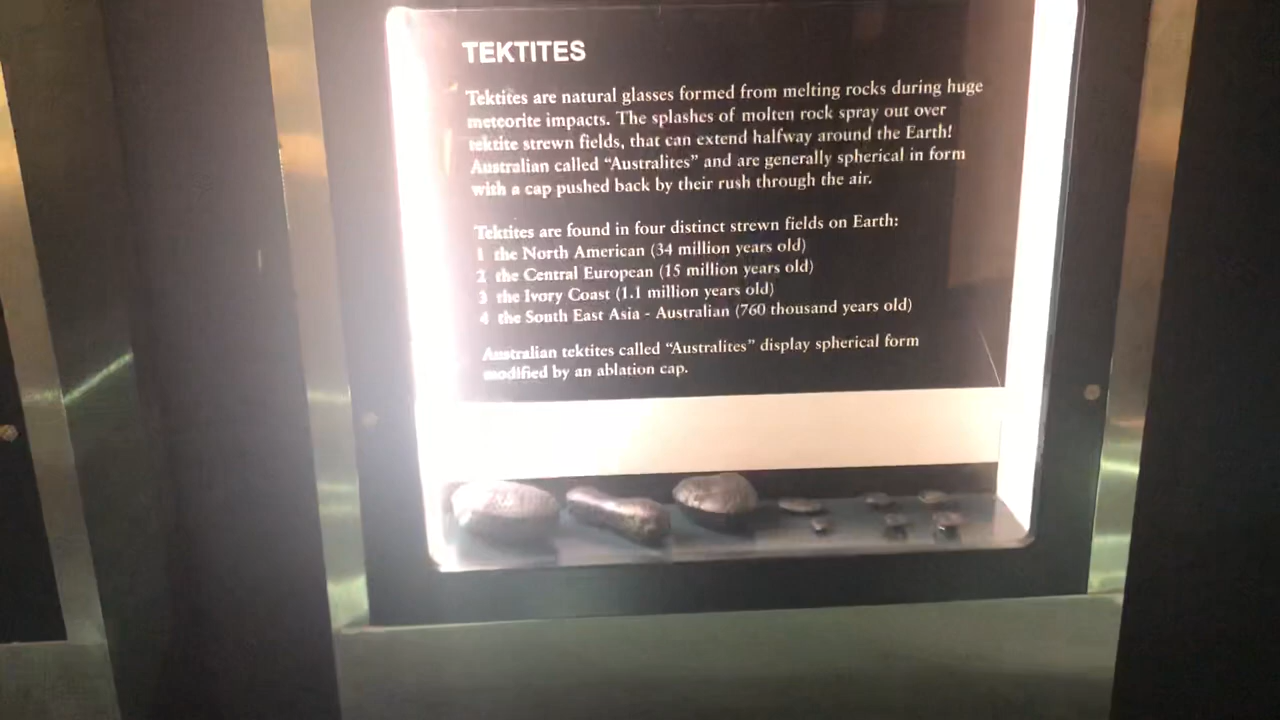 TEKTITES
Tektites are natural glasses formed from melting rocks during huge
meteorite impacts. The splashes of molten rock spray out over
tektite strewn fields, that can extend halfway around the Earth!
Australian called “Australites” and are generally spherical in form
with a cap pushed back by their rush through the air.
Tektites are found in four distinct strewn fields on Earth:
1 the North American (34 million years old)
2 the Central European (15 million years old)
3 the Ivory Coast (1.1 million years old)
4 the South East Asia - Australian (760 thousand years old)
Australian tektites called “Australites” display spherical form
modified by an ablation cap.